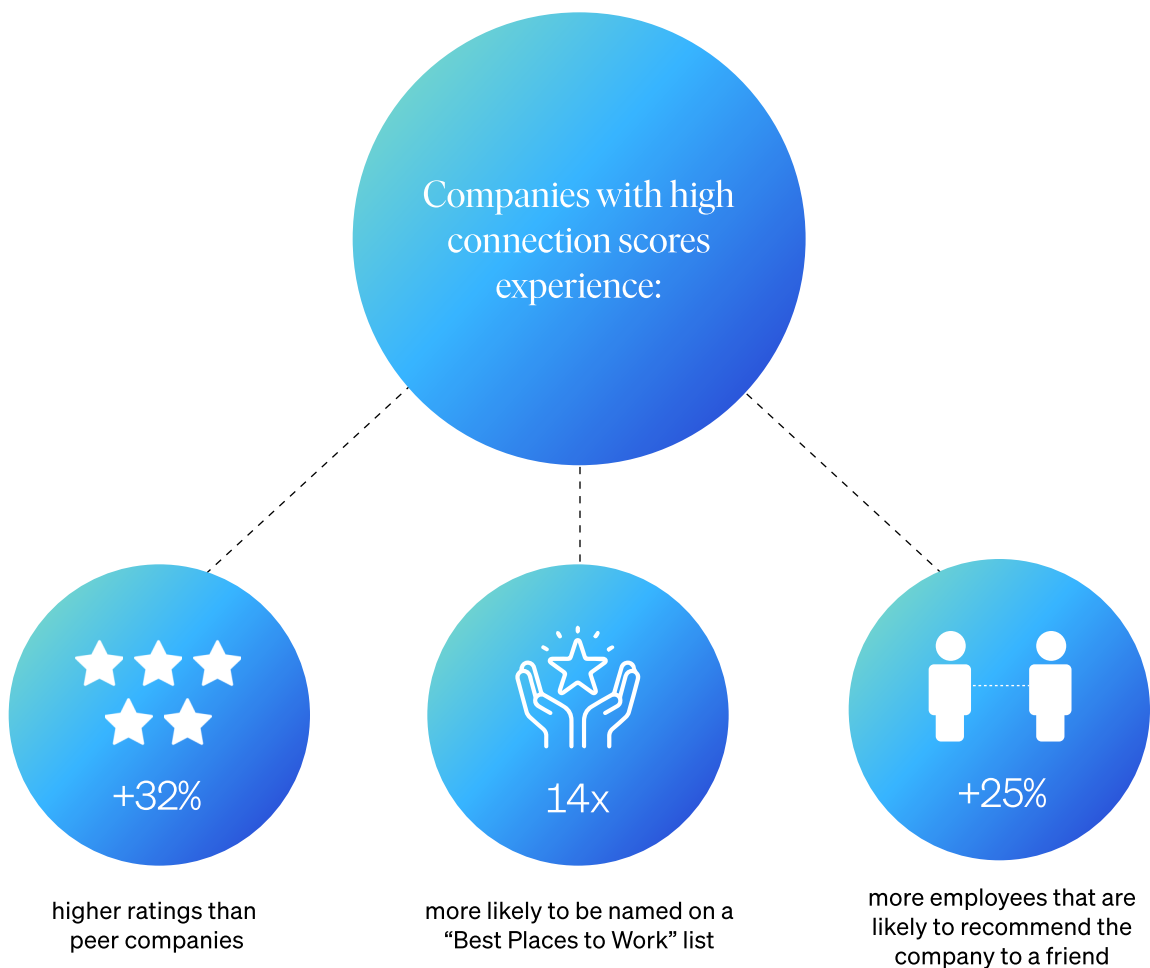 Companies with high
connection scores
experience:
+32%
higher ratings than
peer companies
14x
more likely to be named on a
“Best Places to Work” list
+25%
more employees that are
likely to recommend the
company to a friend